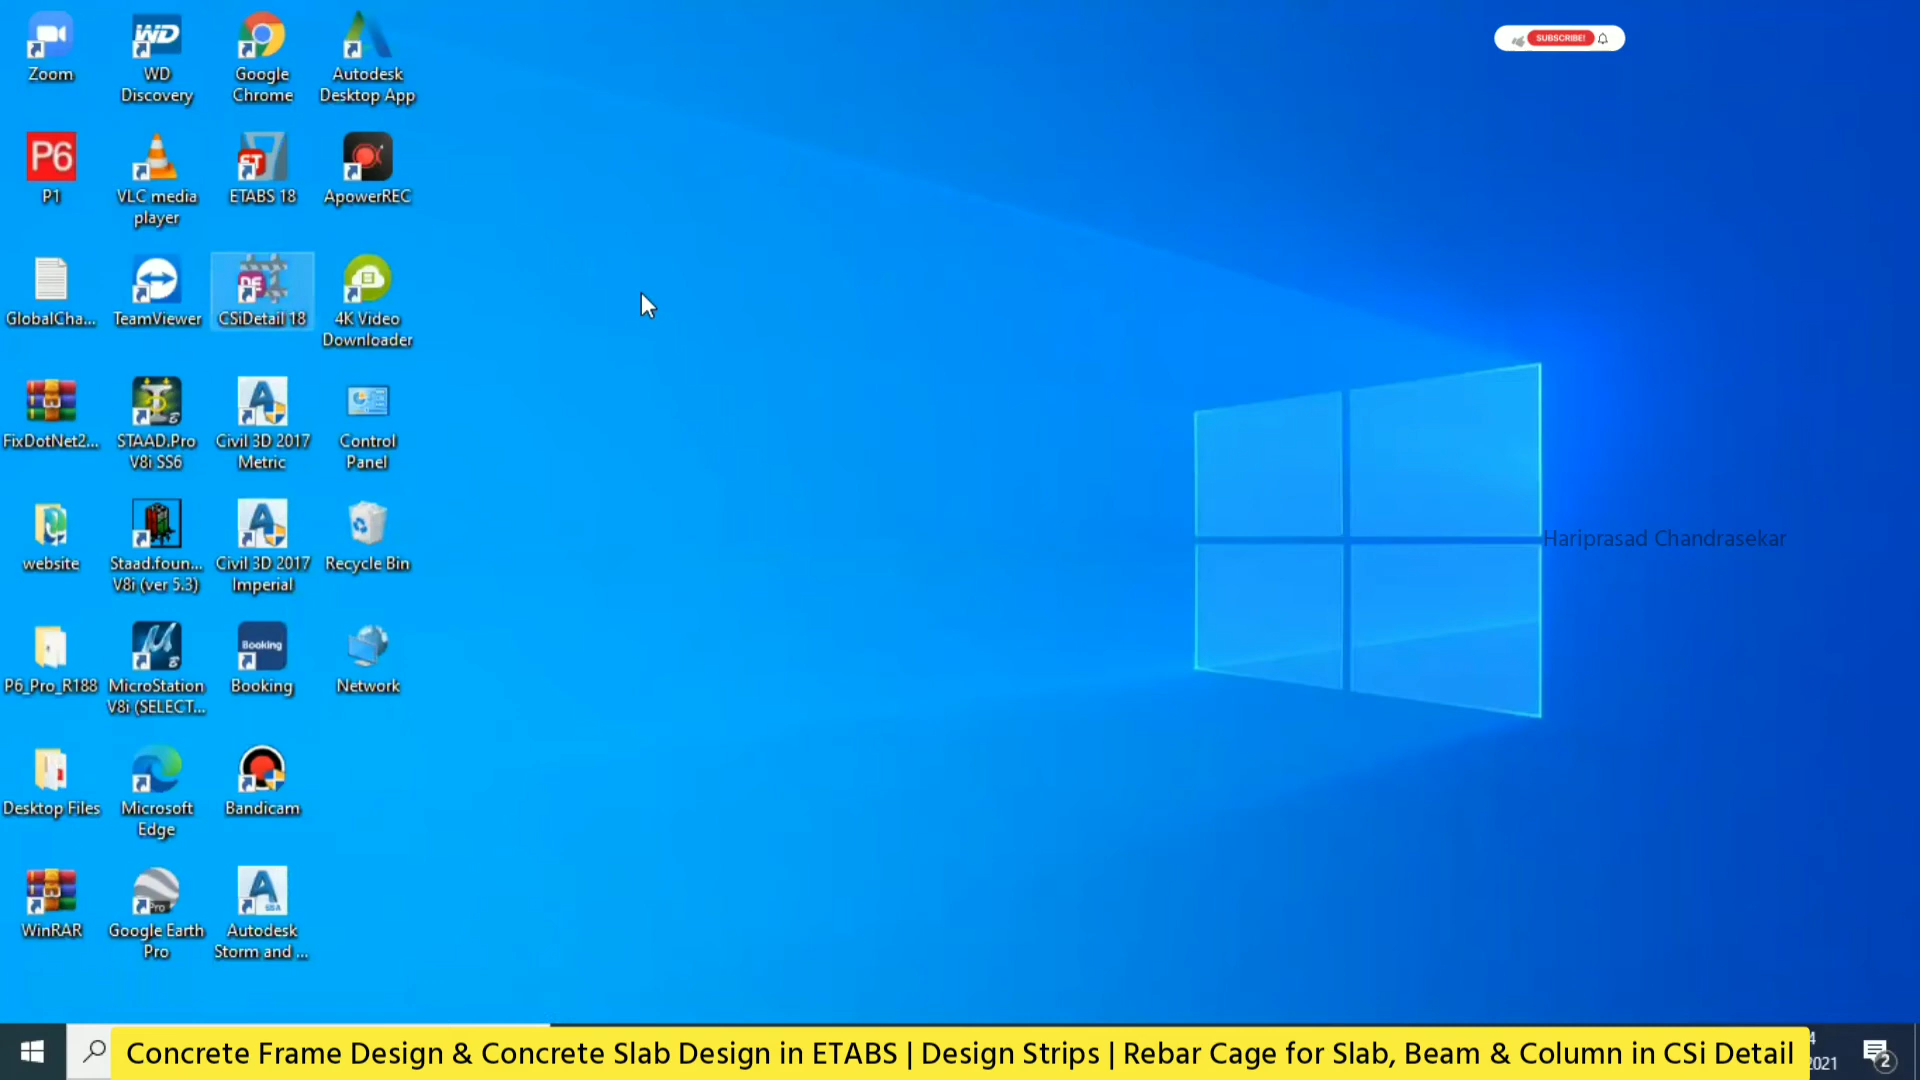 Zoom
WD
Discovery
Google
Chrome
Autodesk
Desktop App
SUBSCRIBE!
P6
P1
VLC media
player
ETABS 18
ApowerREC
GlobalCha...
TeamViewer
CSiDetail 18
4K Video
Downloader
FixDotNet2...
STAAD.Pro
V8i SS6
Civil 3D 2017
Metric
Control
Panel
website
Staad.foun...
V8i (ver 5.3)
Civil 3D 2017
Imperial
Recycle Bin
Hariprasad Chandrasekar
P6_Pro_R188
MicroStation
V8i (SELECT...
Booking
Booking
Network
Desktop Files
Microsoft
Edge
Bandicam
WinRAR
Google Earth
Pro
Autodesk
Storm and ...
Concrete Frame Design & Concrete Slab Design in ETABS | Design Strips | Rebar Cage for Slab, Beam & Column in CSi Detail
2021
2